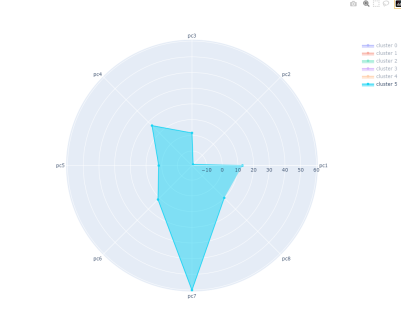 pc3
pc4
pc2
cluster 0
cluster 1
cluster 2
cluster 3
cluster 4
cluster 5
pc5
pc1
−10 0 10 20 30 40 50 60
pc6
pc8
pc7